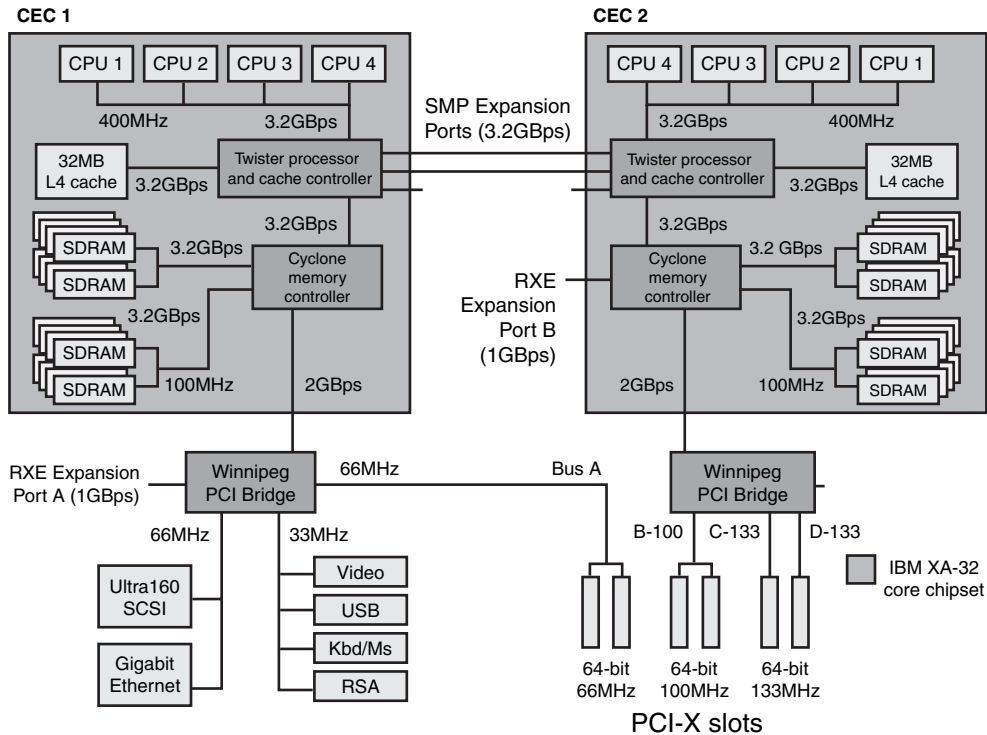 CEC 1
CPU 1
CPU 2
CPU 3
CPU 4
400MHz
3.2GBps
32MB
L4 cache
3.2GBps
Twister processor
and cache controller
3.2GBps
SDRAM
SDRAM
3.2GBps
Cyclone
memory
controller
3.2GBps
SDRAM
SDRAM
100MHz
2GBps
SMP Expansion
Ports (3.2GBps)
CEC 2
CPU 4
CPU 3
CPU 2
CPU 1
3.2GBps
400MHz
Twister processor
and cache controller
3.2GBps
32MB
L4 cache
3.2GBps
Cyclone
memory
controller
3.2 GBps
SDRAM
SDRAM
3.2GBps
SDRAM
SDRAM
100MHz
2GBps
RXE
Expansion
Port B
(1GBps)
RXE Expansion
Port A (1GBps)
Winnipeg
PCI Bridge
66MHz
Bus A
66MHz
33MHz
Ultra160
SCSI
Gigabit
Ethernet
Video
USB
Kbd/Ms
RSA
Winnipeg
PCI Bridge
B-100
C-133
D-133
64-bit
66MHz
64-bit
100MHz
64-bit
133MHz
PCI-X slots
IBM XA-32
core chipset